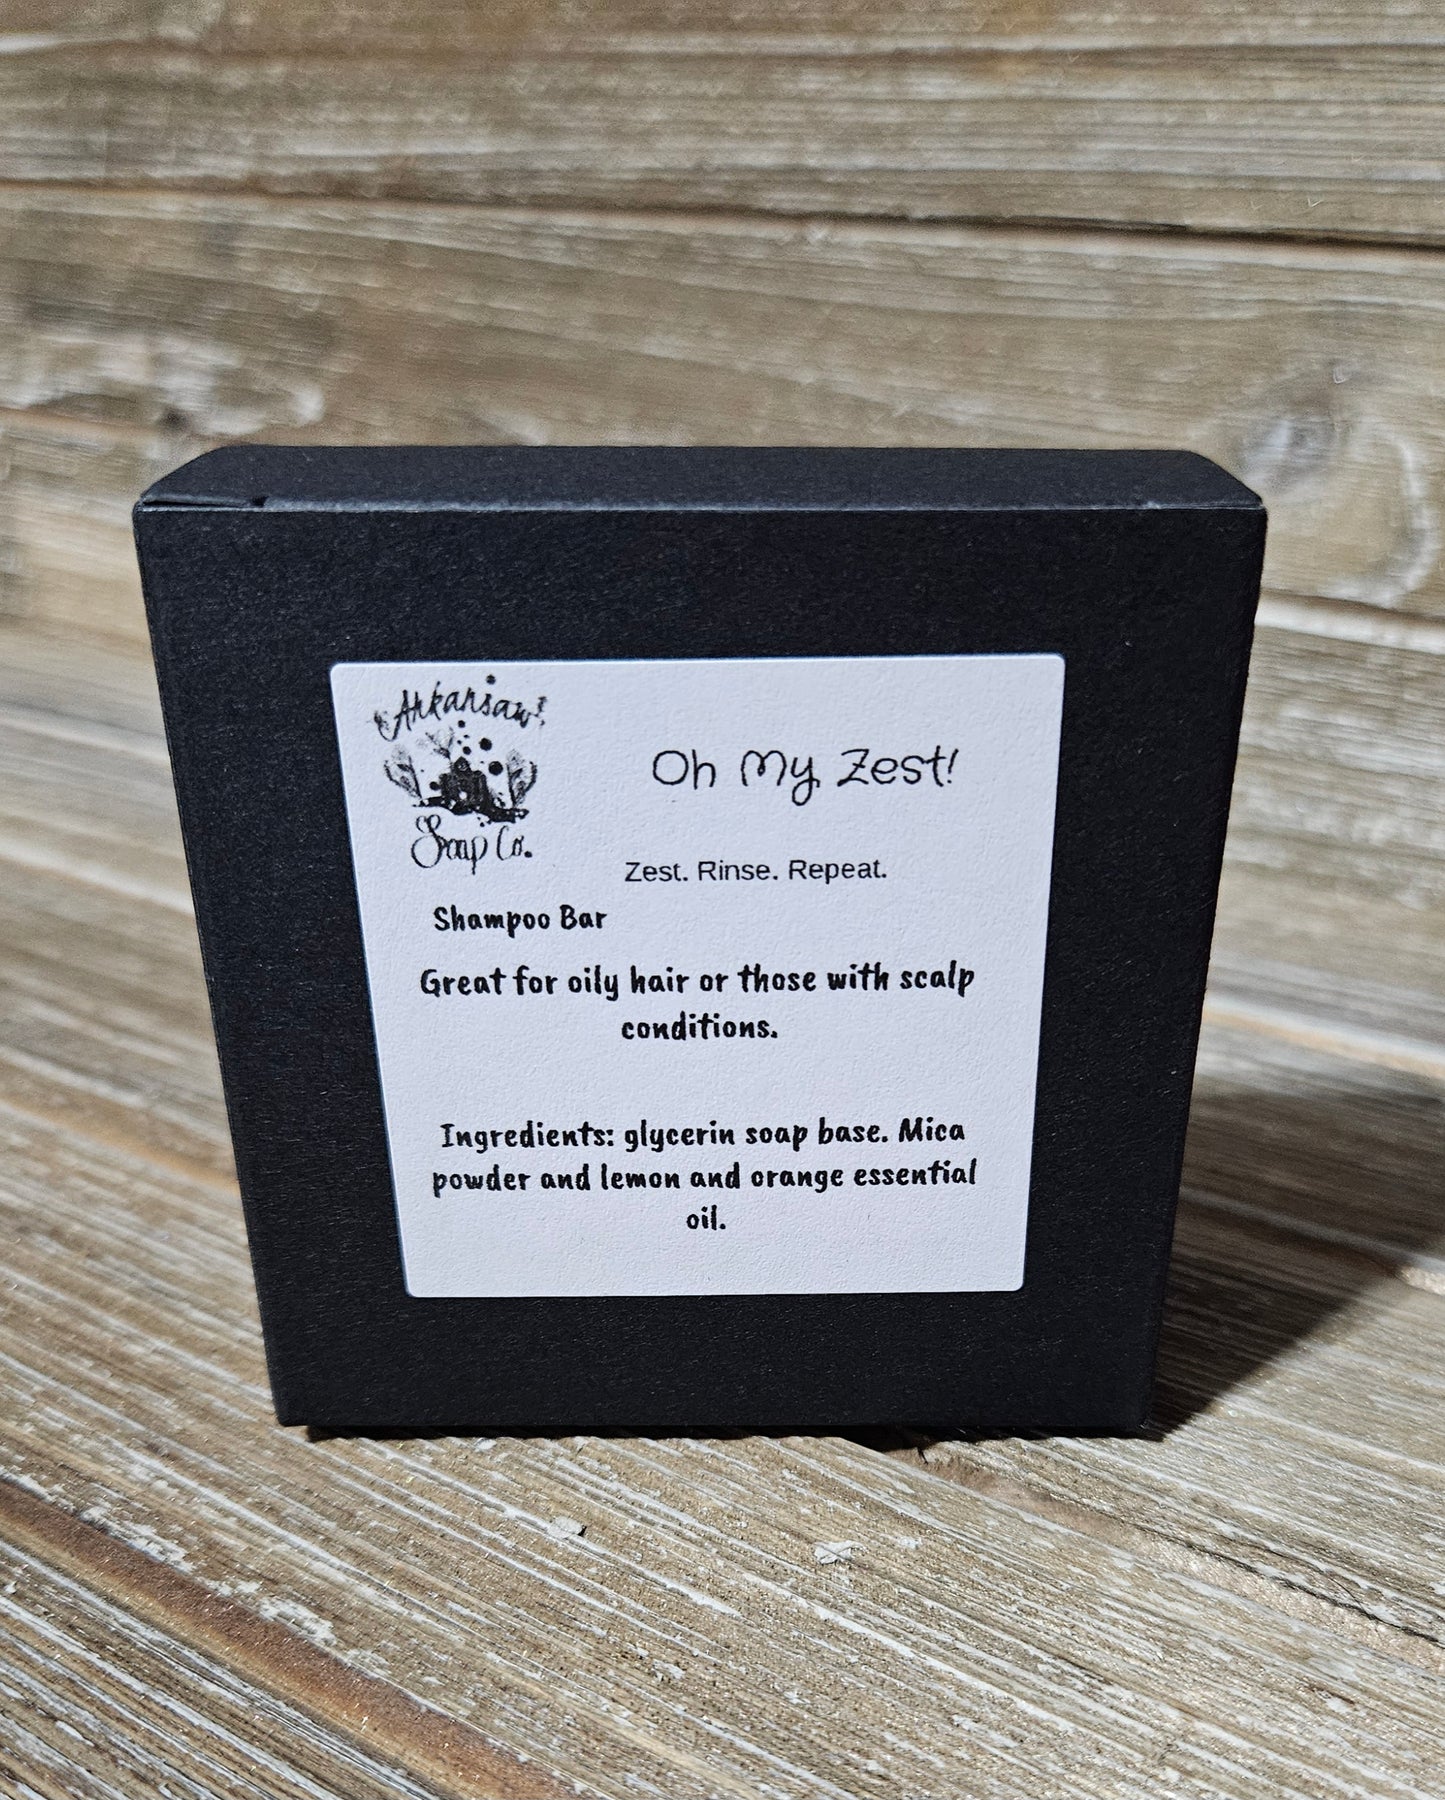 Arkansaw
Soap Co.
Oh My Zest!
Zest. Rinse. Repeat.
Shampoo Bar
Great for oily hair or those with scalp
conditions.
Ingredients: glycerin soap base. Mica
powder and lemon and orange essential
oil.